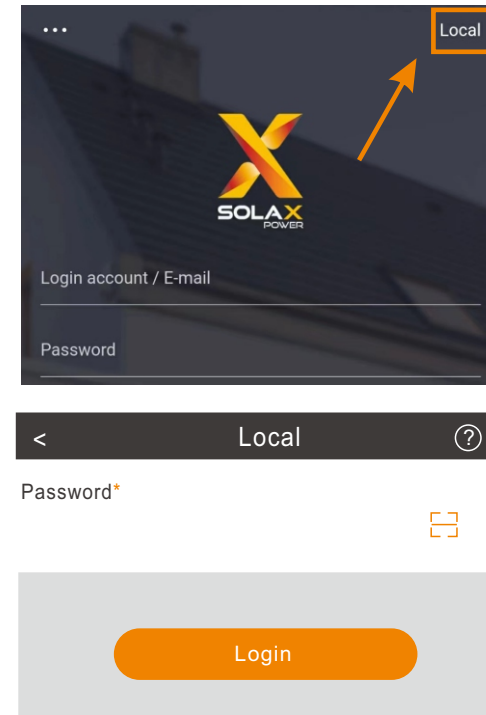 ... Local
SOLAX
POWER
Login account / E-mail
Password
< Local ?
Password*
Login